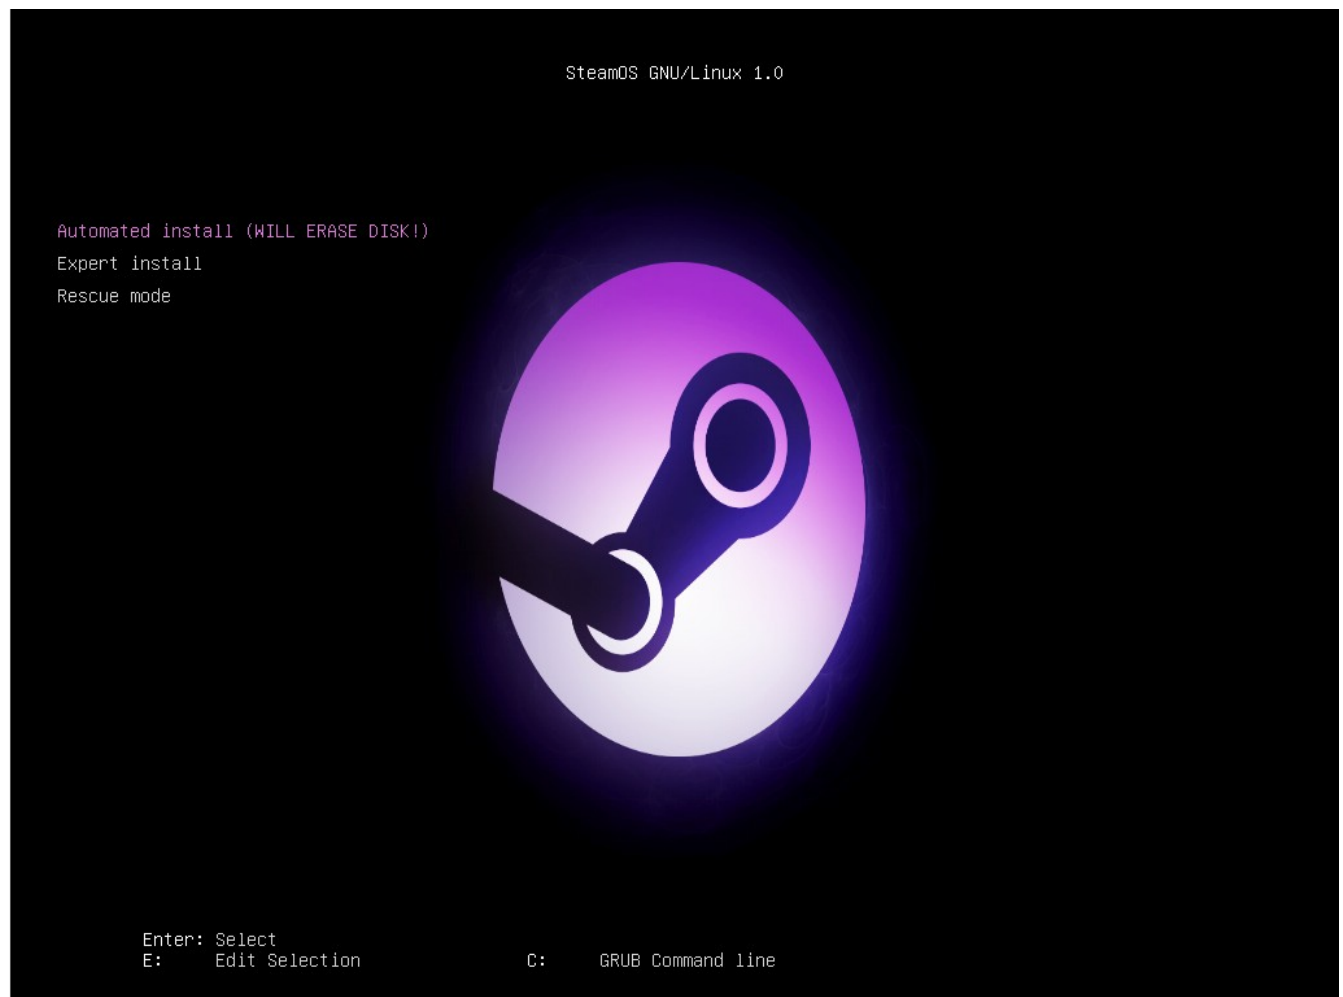 SteamOS GNU/Linux 1.0
Automated install (WILL ERASE DISK!)
Expert install
Rescue mode
Enter: Select
E: Edit Selection C: GRUB Command line